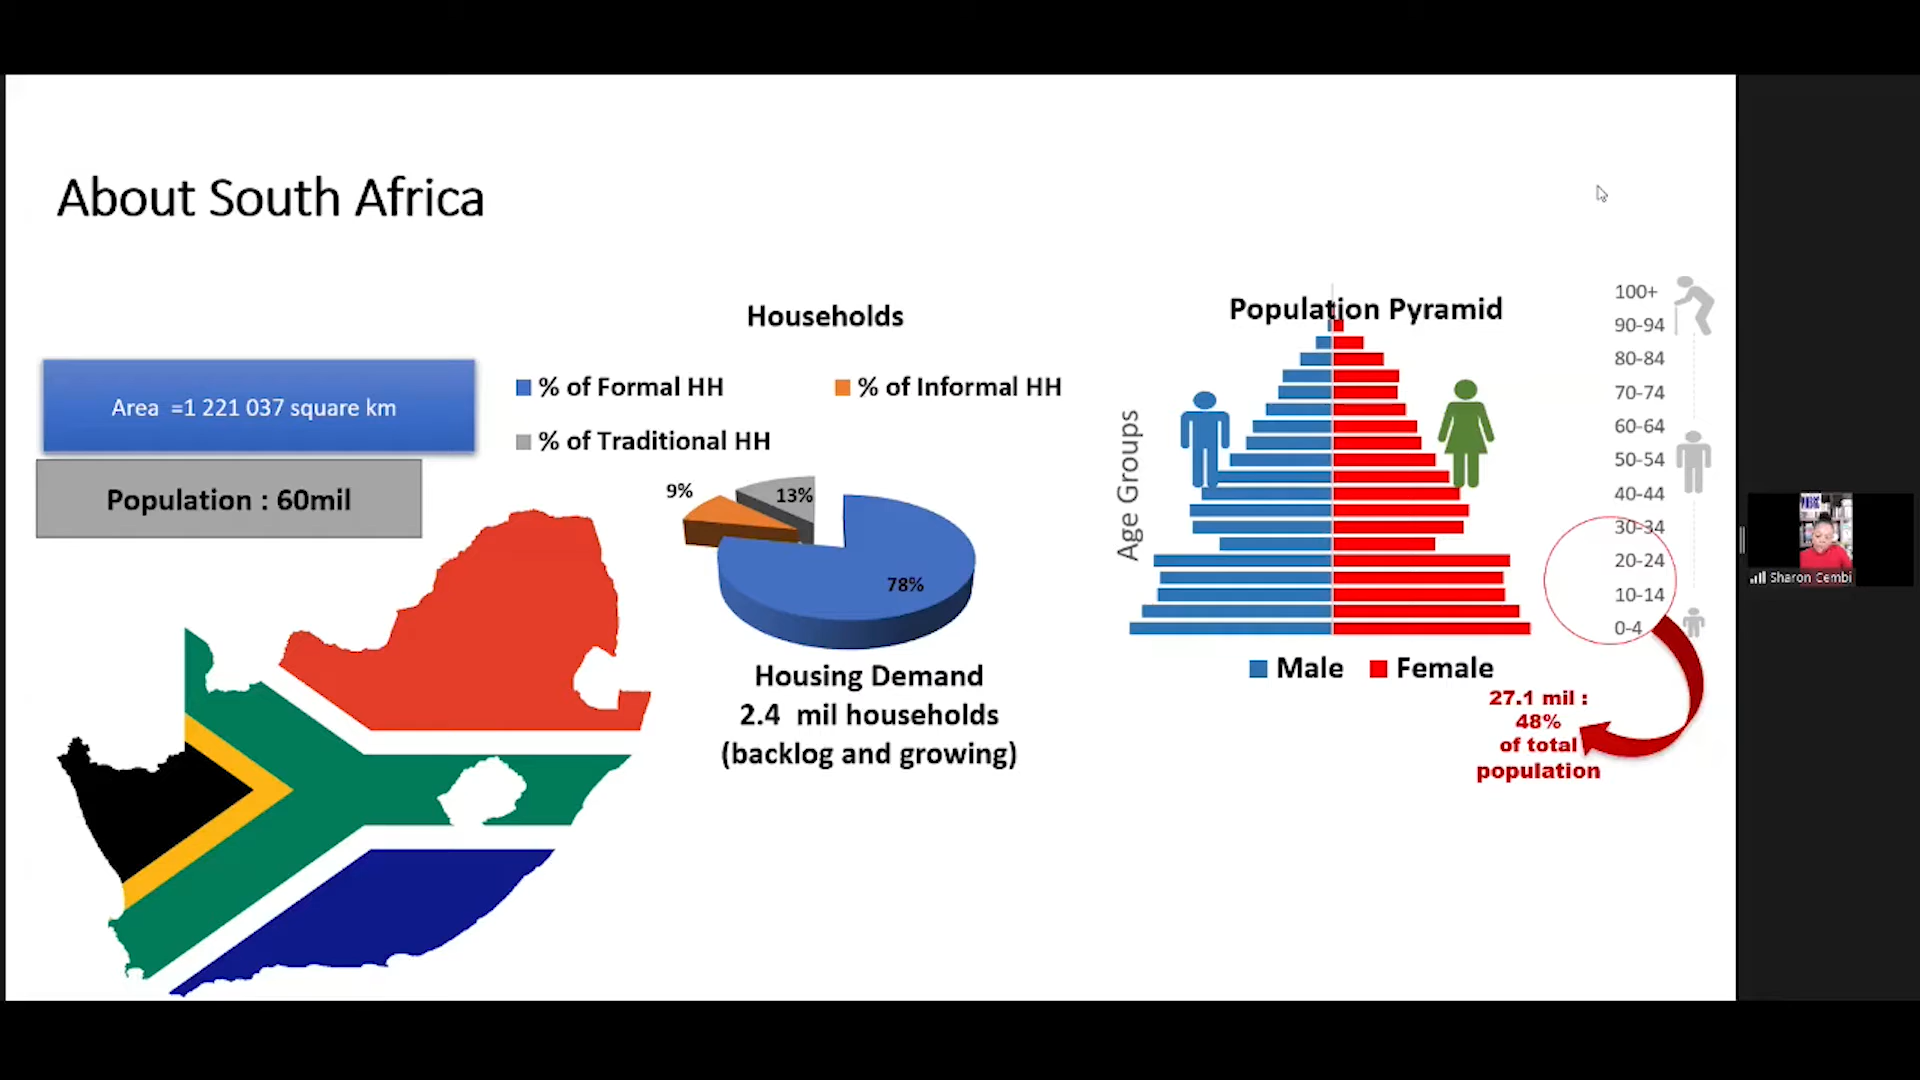 About South Africa
Area =1 221 037 square km
Population : 60mil
Households
% of Formal HH
% of Informal HH
% of Traditional HH
9%
13%
78%
Housing Demand
2.4 mil households
(backlog and growing)
Population Pyramid
Age Groups
100+
90-94
80-84
70-74
60-64
50-54
40-44
30-34
20-24
10-14
0-4
Male
Female
27.1 mil :
48%
of total
population
Sharon Cembi